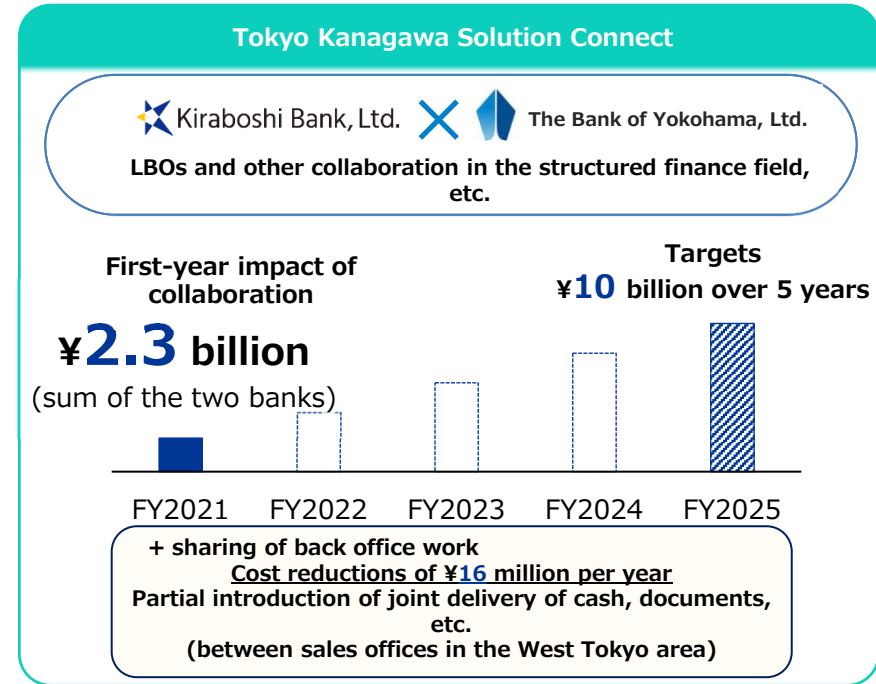 Tokyo Kanagawa Solution Connect
Kiraboshi Bank, Ltd.
The Bank of Yokohama, Ltd.
LBOs and other collaboration in the structured finance field,
etc.
First-year impact of
collaboration
¥2.3 billion
(sum of the two banks)
Targets
¥10 billion over 5 years
FY2021 FY2022 FY2023 FY2024 FY2025
+ sharing of back office work
Cost reductions of ¥16 million per year
Partial introduction of joint delivery of cash, documents,
etc.
(between sales offices in the West Tokyo area)